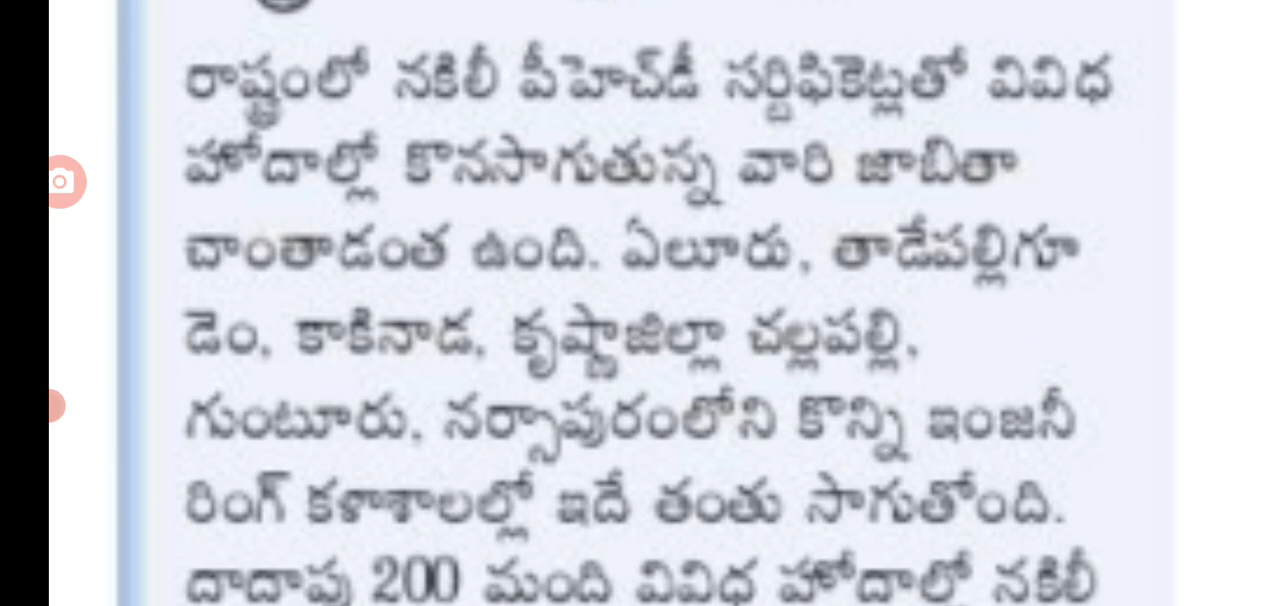 రాష్ట్రంలో నకిలీ పీహెచ్‌డీ సర్టిఫికెట్లతో వివిధ
హోదాల్లో కొనసాగుతున్న వారి జాబితా
చాంతాడంత ఉంది. ఏలూరు, తాడేపల్లిగూ
డెం, కాకినాడ, కృష్ణాజిల్లా చల్లపల్లి,
గుంటూరు, నర్సాపురంలోని కొన్ని ఇంజనీ
రింగ్ కళాశాలల్లో ఇదే తంతు సాగుతోంది.
దాదాపు 200 మంది వివిధ హోదాల్లో నకిలీ